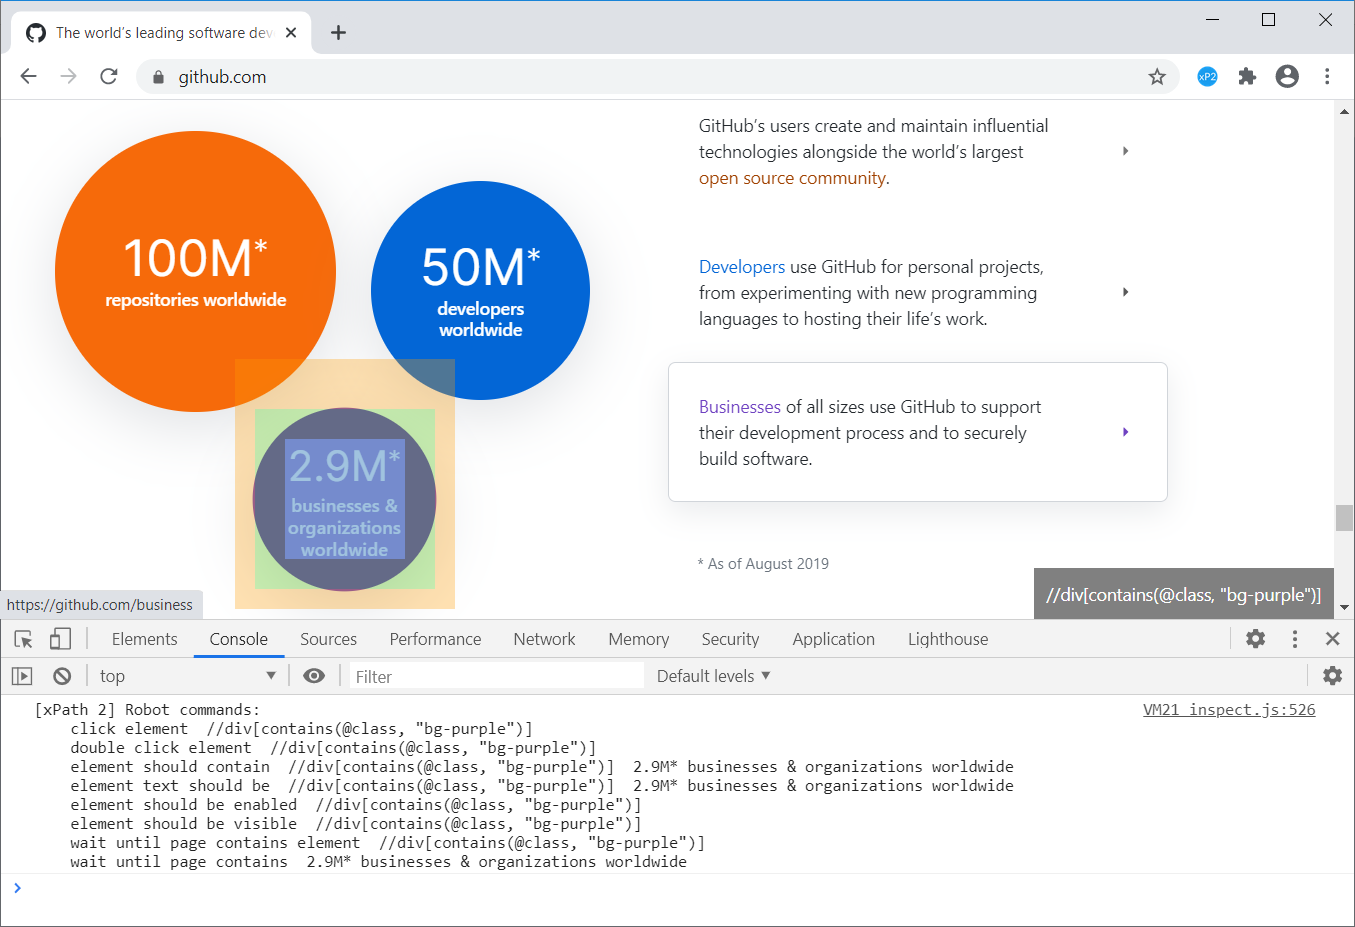 The world's leading software dev
github.com
xP2
100M*
repositories worldwide
50M*
developers
worldwide
2.9M*
businesses &
organizations
worldwide
GitHub's users create and maintain influential
technologies alongside the world's largest
open source community.
Developers use GitHub for personal projects,
from experimenting with new programming
languages to hosting their life's work.
Businesses of all sizes use GitHub to support
their development process and to securely
build software.
* As of August 2019
https://github.com/business
//div[contains(@class, "bg-purple")]
Elements Console Sources Performance Network Memory Security Application Lighthouse
top Filter Default levels
[xPath 2] Robot commands: VM21 inspect.js:526
click element  //div[contains(@class, "bg-purple")]
double click element  //div[contains(@class, "bg-purple")]
element should contain  //div[contains(@class, "bg-purple")]  2.9M* businesses & organizations worldwide
element text should be  //div[contains(@class, "bg-purple")]  2.9M* businesses & organizations worldwide
element should be enabled  //div[contains(@class, "bg-purple")]
element should be visible  //div[contains(@class, "bg-purple")]
wait until page contains element  //div[contains(@class, "bg-purple")]
wait until page contains  2.9M* businesses & organizations worldwide